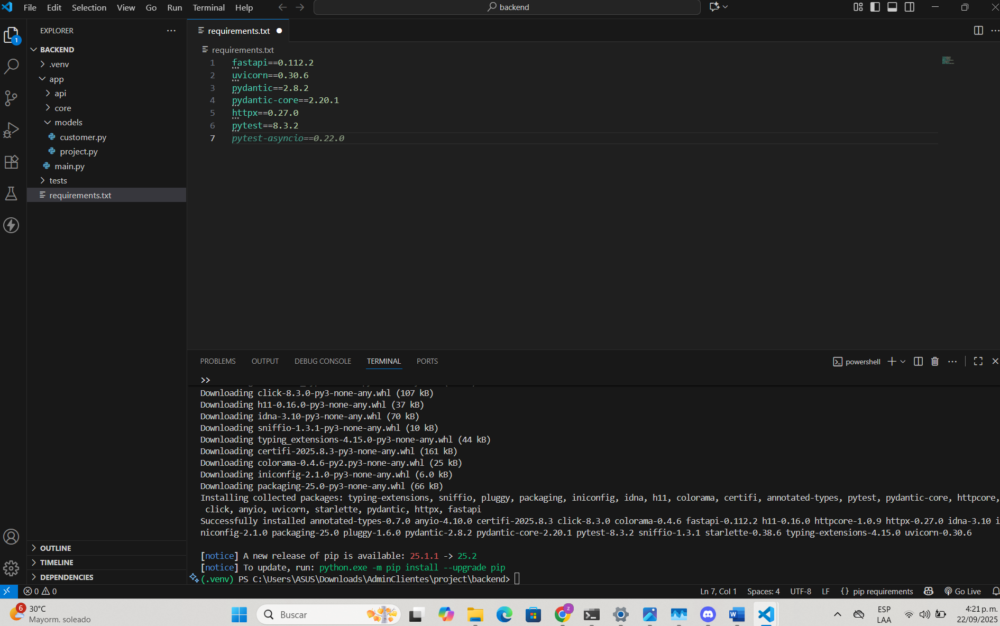 File Edit Selection View Go Run Terminal Help
backend
EXPLORER
requirements.txt
BACKEND
.venv
app
api
core
models
customer.py
project.py
main.py
tests
requirements.txt
OUTLINE
TIMELINE
DEPENDENCIES
1
requirements.txt
1 fastapi==0.112.2
2 uvicorn==0.30.6
3 pydantic==2.8.2
4 pydantic-core==2.20.1
5 httpx==0.27.0
6 pytest==8.3.2
7 pytest-asyncio==0.22.0
PROBLEMS OUTPUT DEBUG CONSOLE TERMINAL PORTS
powershell
>>
Downloading click-8.3.0-py3-none-any.whl (107 kB)
Downloading h11-0.16.0-py3-none-any.whl (37 kB)
Downloading idna-3.10-py3-none-any.whl (70 kB)
Downloading sniffio-1.3.1-py3-none-any.whl (10 kB)
Downloading typing_extensions-4.15.0-py3-none-any.whl (44 kB)
Downloading certifi-2025.8.3-py3-none-any.whl (161 kB)
Downloading colorama-0.4.6-py2.py3-none-any.whl (25 kB)
Downloading iniconfig-2.1.0-py3-none-any.whl (6.0 kB)
Downloading packaging-25.0-py3-none-any.whl (66 kB)
Installing collected packages: typing-extensions, sniffio, pluggy, packaging, iniconfig, idna, h11, colorama, certifi, annotated-types, pytest, pydantic-core, httpcore,
click, anyio, uvicorn, starlette, pydantic, httpx, fastapi
Successfully installed annotated-types-0.7.0 anyio-4.10.0 certifi-2025.8.3 click-8.3.0 colorama-0.4.6 fastapi-0.112.2 h11-0.16.0 httpcore-1.0.9 httpx-0.27.0 idna-3.10 i
niconfig-2.1.0 packaging-25.0 pluggy-1.6.0 pydantic-2.8.2 pydantic-core-2.20.1 pytest-8.3.2 sniffio-1.3.1 starlette-0.38.6 typing-extensions-4.15.0 uvicorn-0.30.6
[notice] A new release of pip is available: 25.1.1 -> 25.2
[notice] To update, run: python.exe -m pip install --upgrade pip
(.venv) PS C:\Users\ASUS\Downloads\AdminClientes\project\backend>
0 0 Ln 7, Col 1 Spaces: 4 UTF-8 LF {} pip requirements Go Live
6
30°C
Mayorm. soleado
Buscar
z
ESP
LAA
4:21 p. m.
22/09/2025